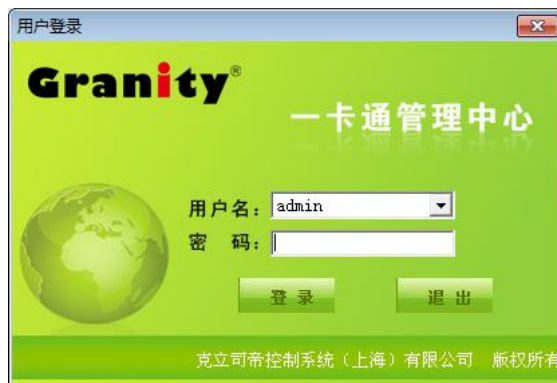 用户登录
Granity®
一卡通管理中心
用户名： admin
密 码：
登 录 退 出
克立司帝控制系统（上海）有限公司 版权所有